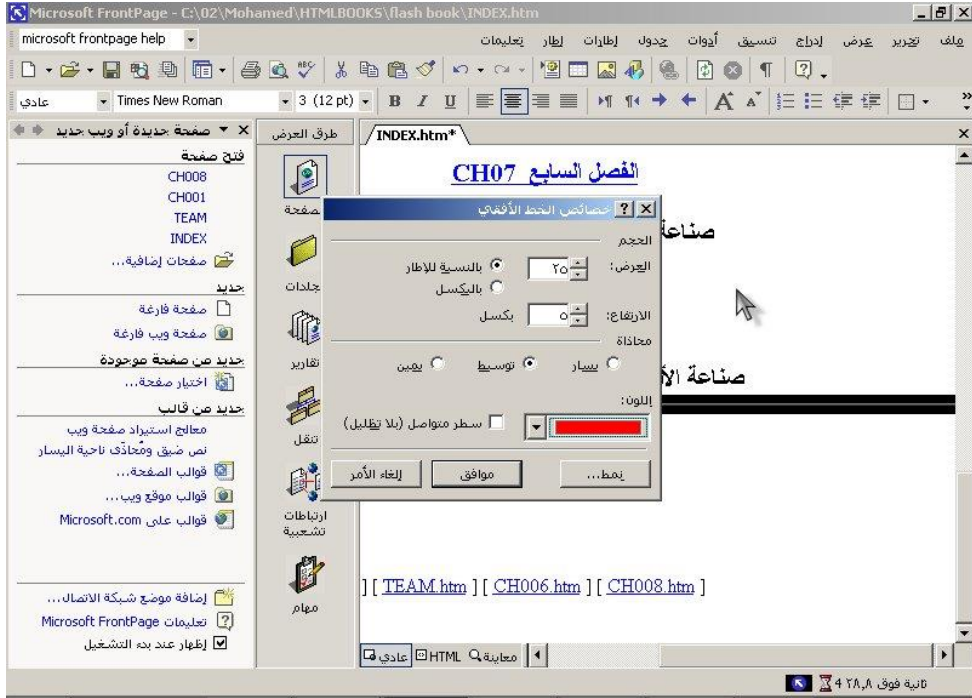 Microsoft FrontPage - C:\02\Mohamed\HTMLBOOKS\flash book\INDEX.htm
microsoft frontpage help
ملف تحرير عرض إدراج تنسيق أدوات جدول إطارات إطار تعليمات
عادي Times New Roman 3 (12 pt)
B I U
صفحة جديدة أو ويب جديد
فتح صفحة
CH008
CH001
TEAM
INDEX
صفحات إضافية...
جديد
صفحة فارغة
صفحة ويب فارغة
جديد من صفحة موجودة
اختيار صفحة...
جديد من قالب
معالج استيراد صفحة ويب
نص ضيق ومُحاذَى ناحية اليسار
قوالب الصفحة...
قوالب موقع ويب...
قوالب على Microsoft.com
إضافة موضع شبكة الاتصال...
تعليمات Microsoft FrontPage
إظهار عند بدء التشغيل
طرق العرض
صفحة
جلدات
تقارير
تنقل
ارتباطات
تشعبية
مهام
INDEX.htm*
الفصل السابع CH07
صناعة
صناعة الأ
خصائص الخط الأفقي
الحجم
العرض: ٢٥ بالنسبة للإطار
بالبكسل
الارتفاع: ٥ بكسل
محاذاة
يسار توسيط يمين
اللون:
سطر متواصل (بلا تظليل)
نمط... موافق إلغاء الأمر
] [ TEAM.htm ] [ CH006.htm ] [ CH008.htm ]
عادي HTML معاينة
٢٨,٨ ثانية فوق 4